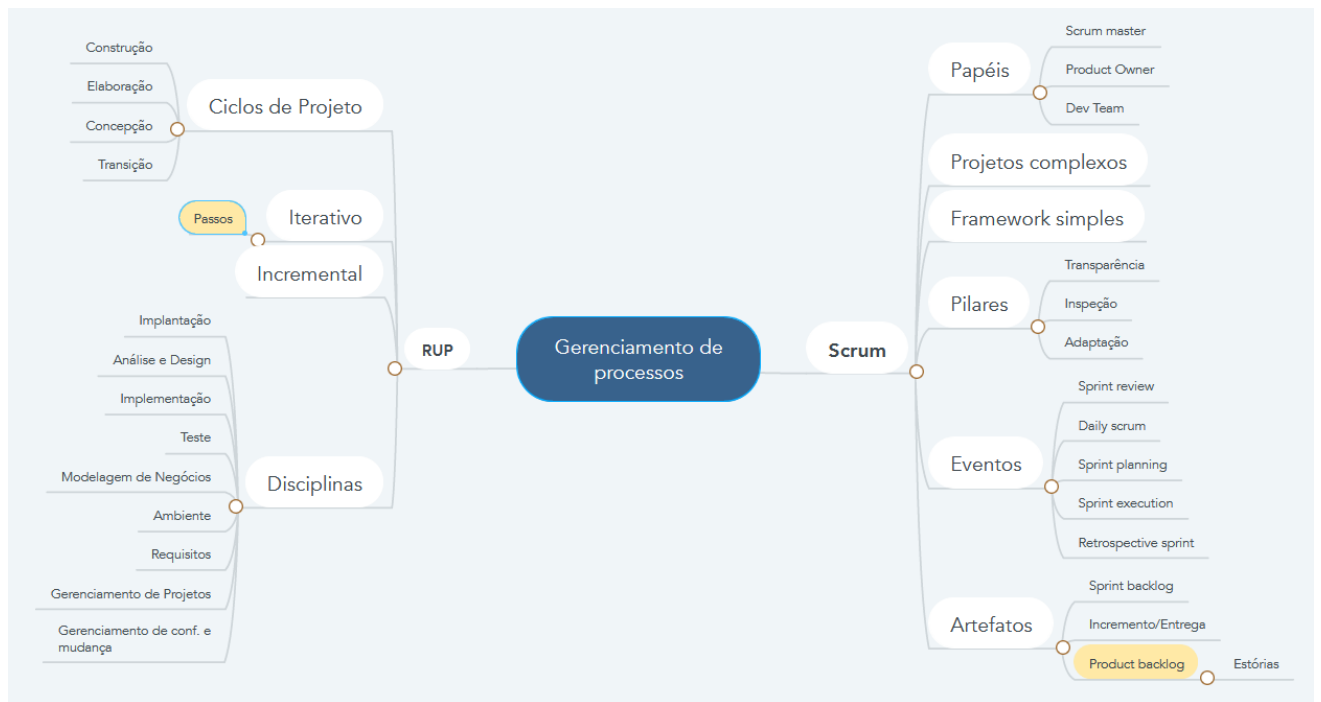 Gerenciamento de
processos
RUP
Ciclos de Projeto
Construção
Elaboração
Concepção
Transição
Iterativo
Passos
Incremental
Disciplinas
Implantação
Análise e Design
Implementação
Teste
Modelagem de Negócios
Ambiente
Requisitos
Gerenciamento de Projetos
Gerenciamento de conf. e
mudança
Scrum
Papéis
Scrum master
Product Owner
Dev Team
Projetos complexos
Framework simples
Pilares
Transparência
Inspeção
Adaptação
Eventos
Sprint review
Daily scrum
Sprint planning
Sprint execution
Retrospective sprint
Artefatos
Sprint backlog
Incremento/Entrega
Product backlog
Estórias